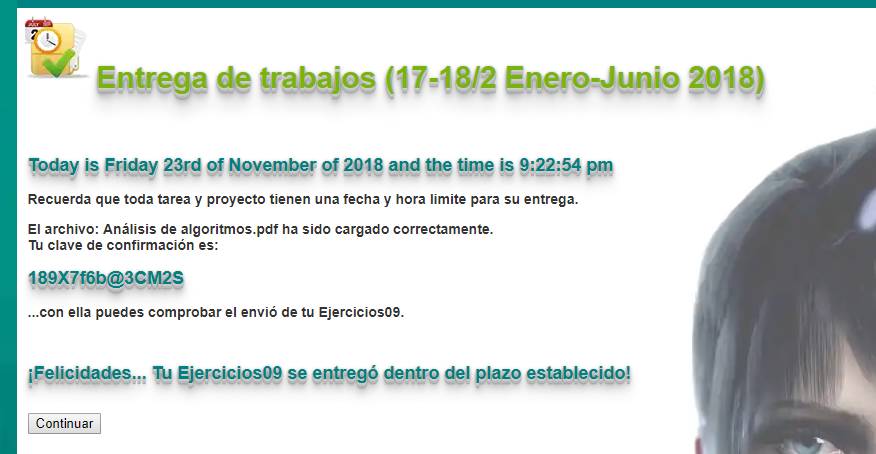 JULY
2
Entrega de trabajos (17-18/2 Enero-Junio 2018)
Today is Friday 23rd of November of 2018 and the time is 9:22:54 pm
Recuerda que toda tarea y proyecto tienen una fecha y hora limite para su entrega.
El archivo: Análisis de algoritmos.pdf ha sido cargado correctamente.
Tu clave de confirmación es:
189X7f6b@3CM2S
...con ella puedes comprobar el envió de tu Ejercicios09.
¡Felicidades... Tu Ejercicios09 se entregó dentro del plazo establecido!
Continuar